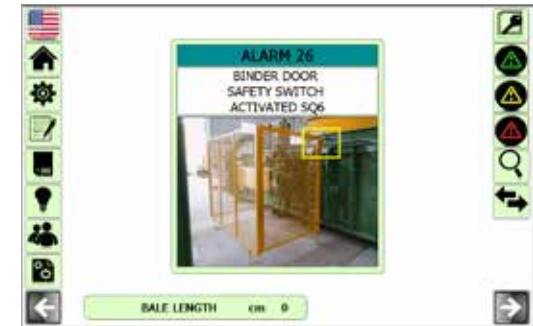 ALARM 26
BINDER DOOR
SAFETY SWITCH
ACTIVATED SQ6
BALE LENGTH cm 0